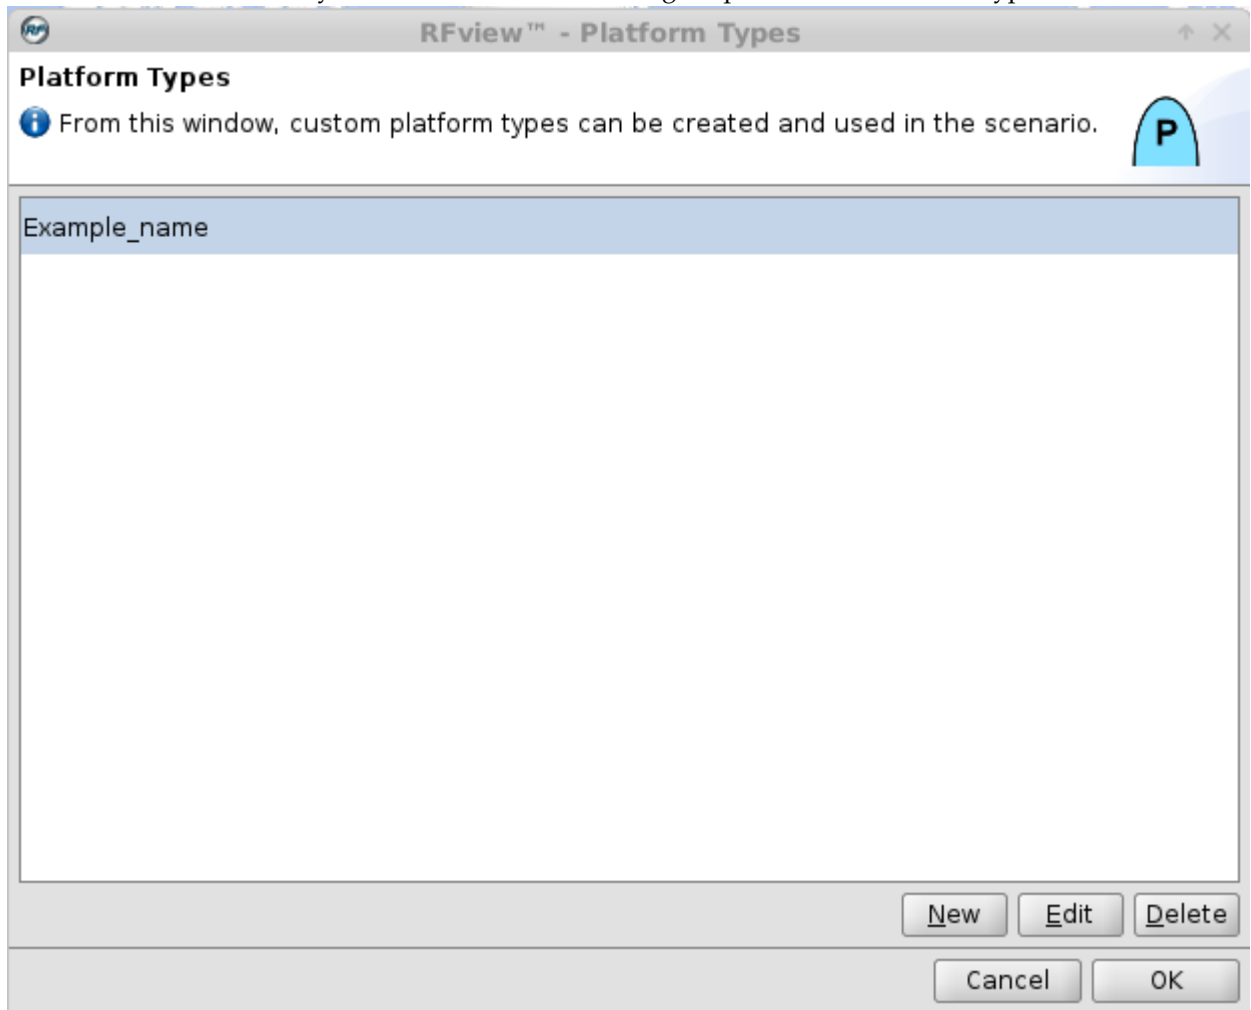 RFview™ - Platform Types
Platform Types
From this window, custom platform types can be created and used in the scenario.
P
Example_name
New Edit Delete
Cancel OK